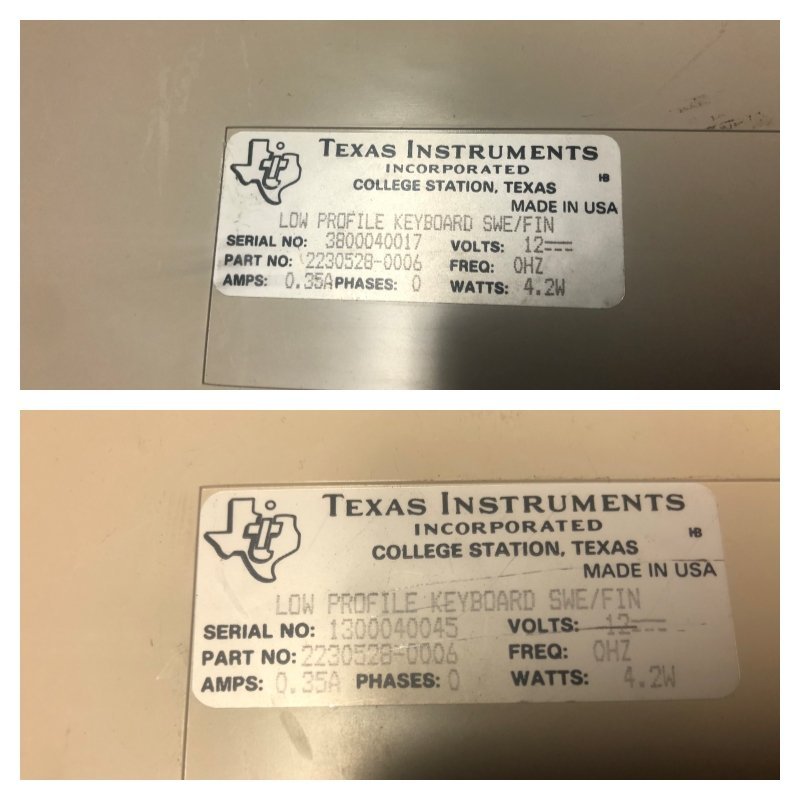 TEXAS INSTRUMENTS
INCORPORATED
COLLEGE STATION, TEXAS HB
MADE IN USA
LOW PROFILE KEYBOARD SWE/FIN
SERIAL NO: 3800040017 VOLTS: 12
PART NO: 2230528-0006 FREQ: 0HZ
AMPS: 0.35A PHASES: 0 WATTS: 4.2W
TEXAS INSTRUMENTS
INCORPORATED
COLLEGE STATION, TEXAS HB
MADE IN USA
LOW PROFILE KEYBOARD SWE/FIN
SERIAL NO: 1300040045 VOLTS: 12
PART NO: 2230528-0006 FREQ: 0HZ
AMPS: 0.35A PHASES: 0 WATTS: 4.2W